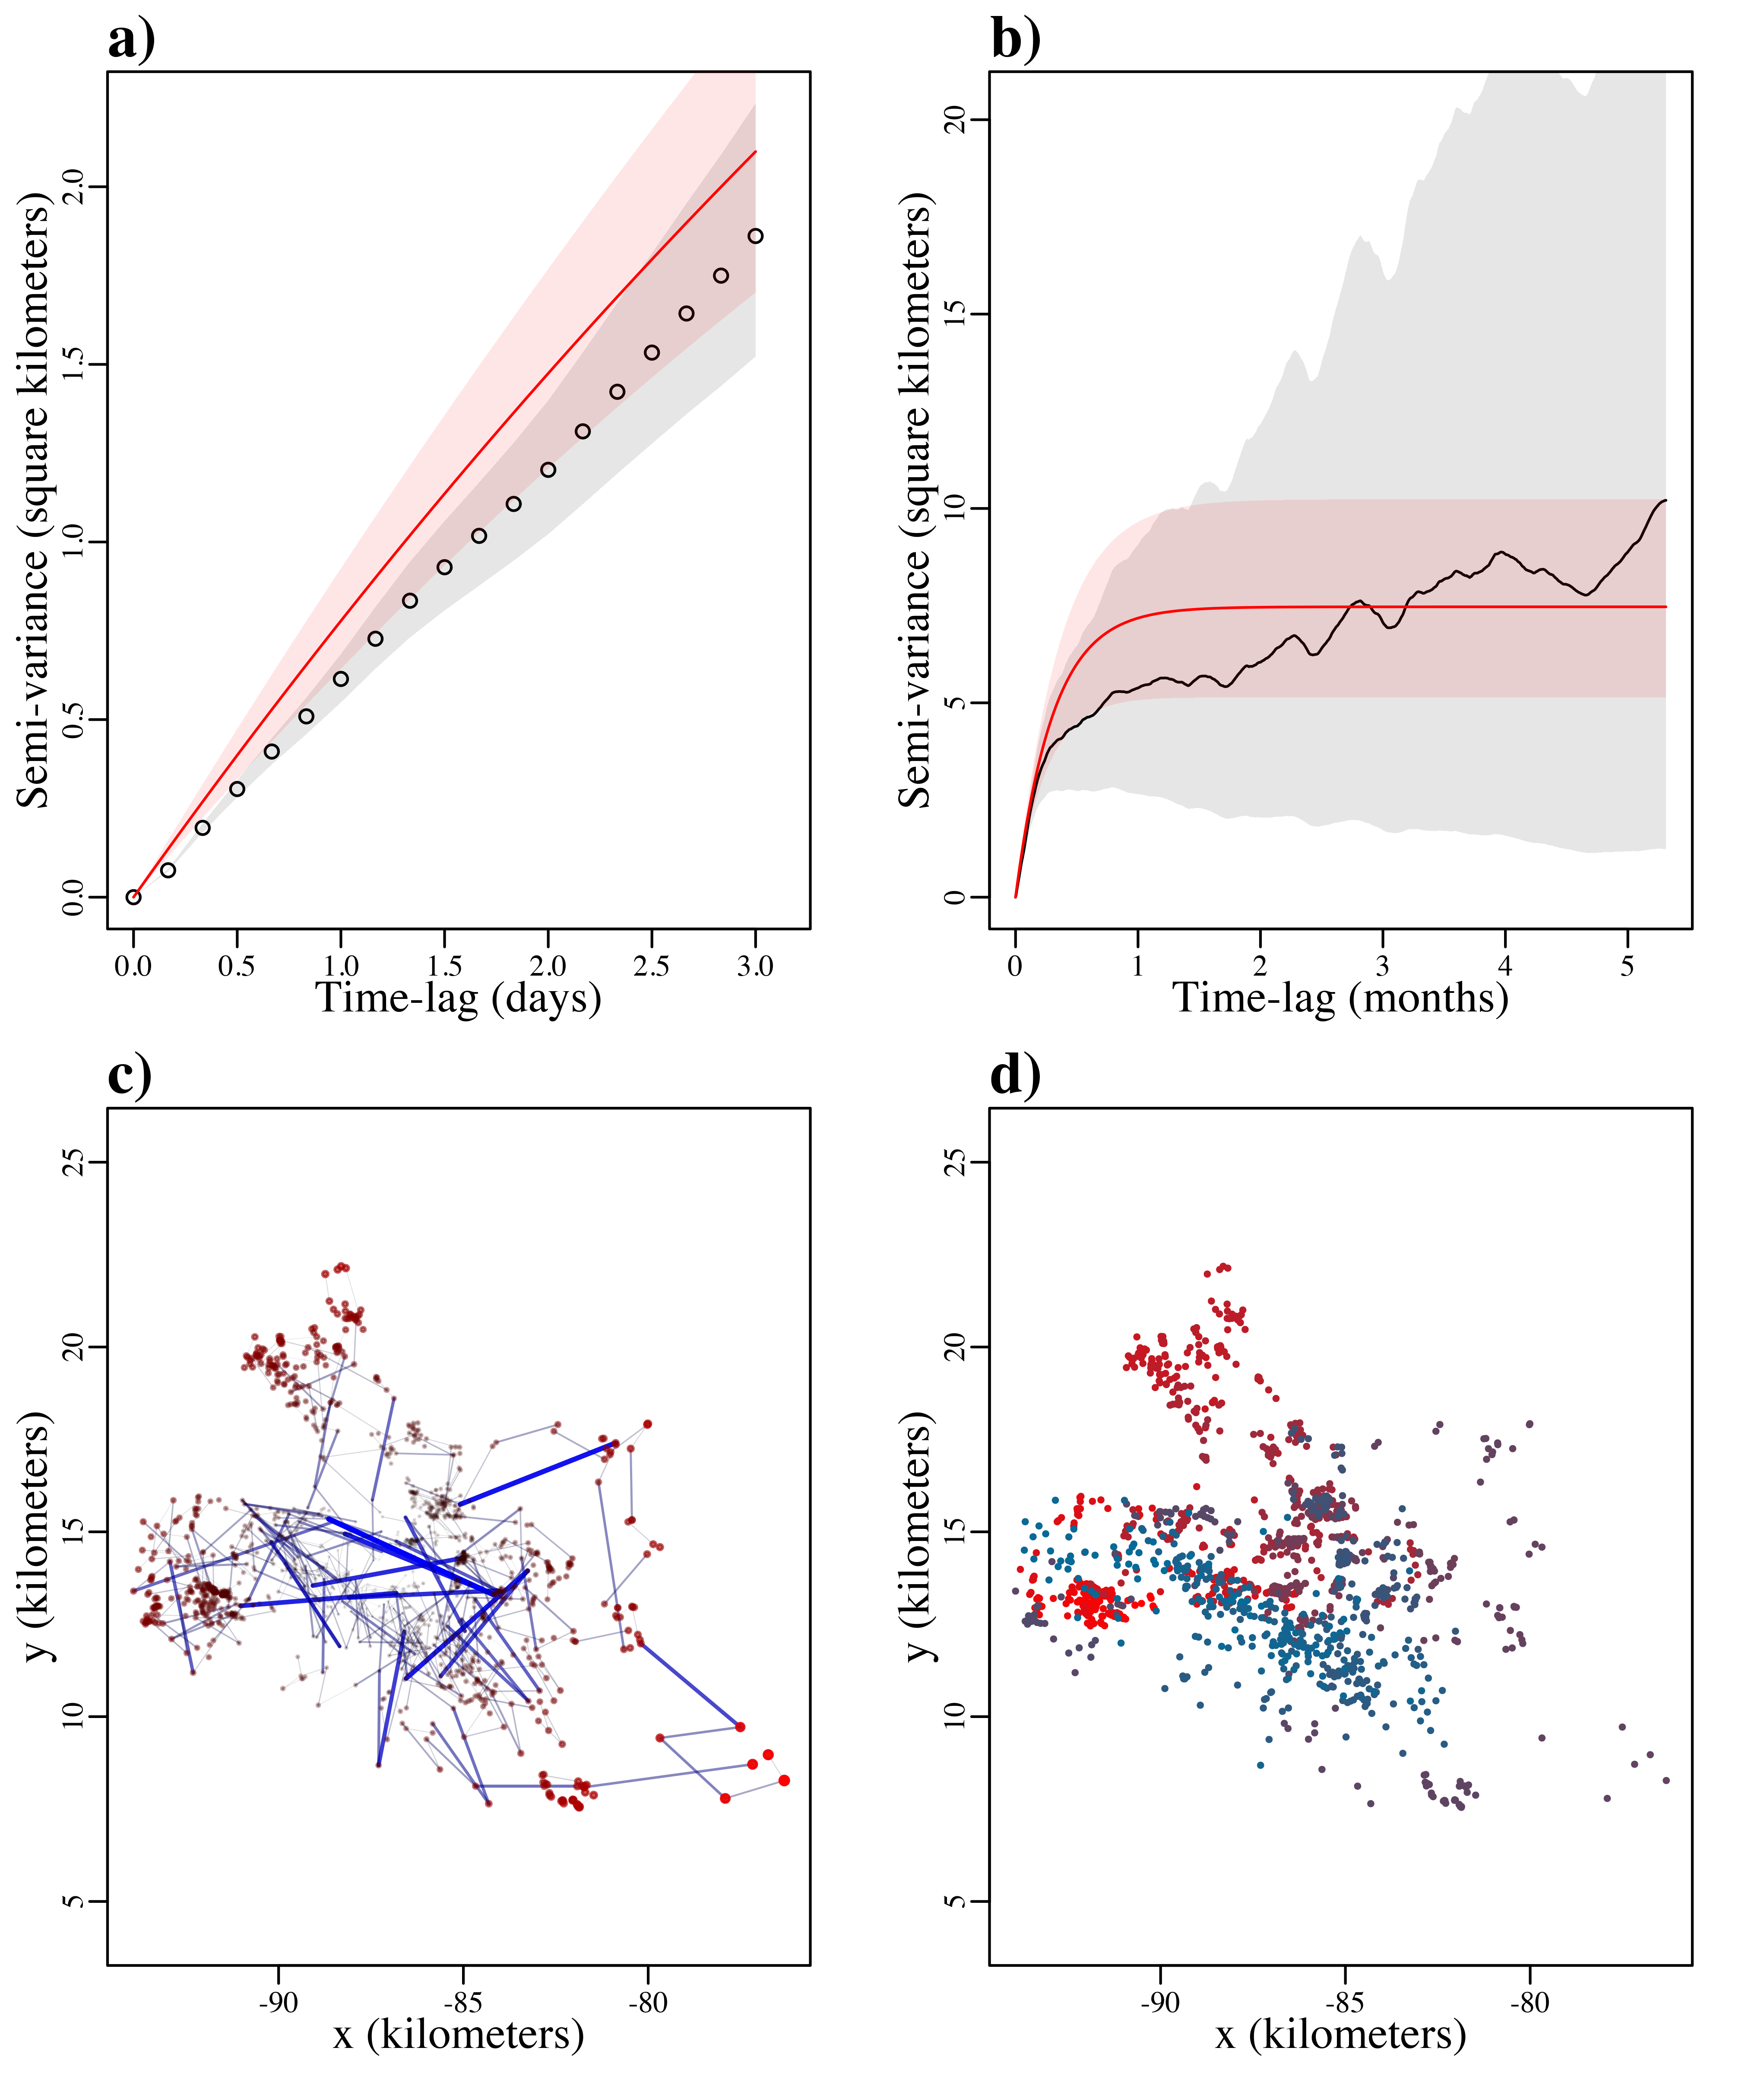 a)
Semi-variance (square kilometers)
0.0 0.5 1.0 1.5 2.0
0.0 0.5 1.0 1.5 2.0 2.5 3.0
Time-lag (days)
b)
Semi-variance (square kilometers)
0 5 10 15 20
0 1 2 3 4 5
Time-lag (months)
c)
y (kilometers)
5 10 15 20 25
-90 -85 -80
x (kilometers)
d)
y (kilometers)
5 10 15 20 25
-90 -85 -80
x (kilometers)